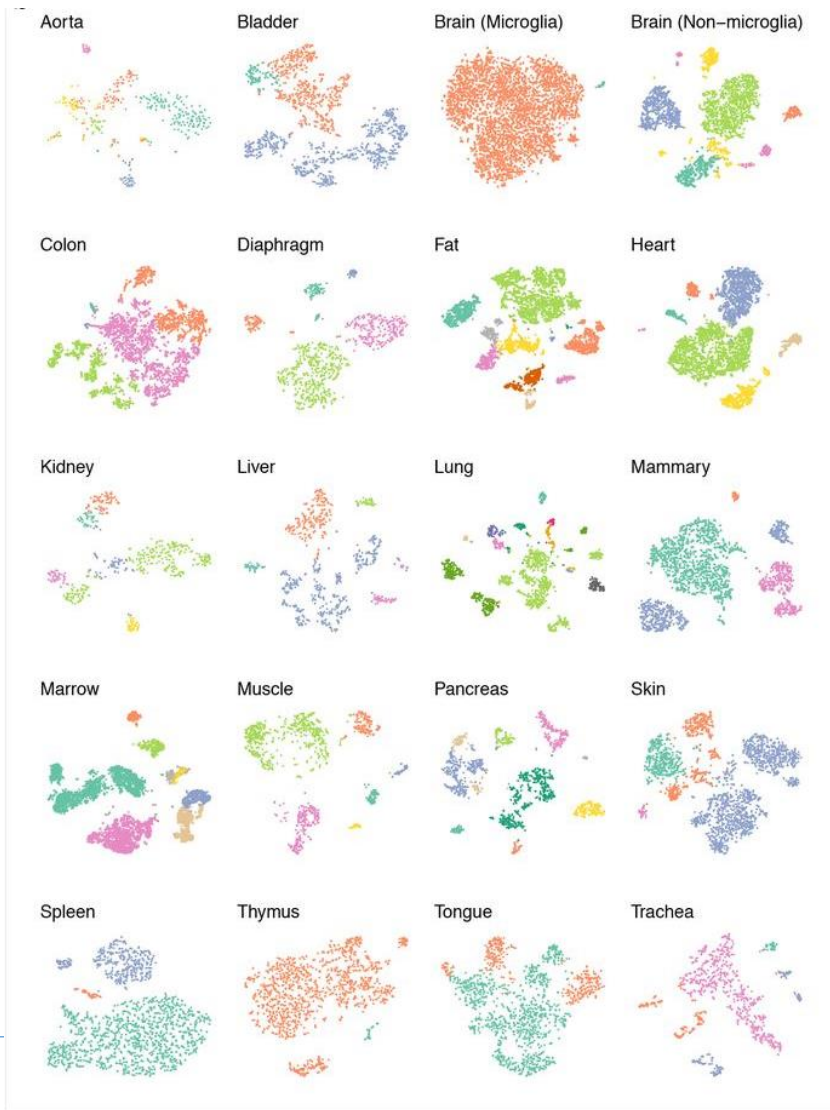 Aorta
Bladder
Brain (Microglia)
Brain (Non−microglia)
Colon
Diaphragm
Fat
Heart
Kidney
Liver
Lung
Mammary
Marrow
Muscle
Pancreas
Skin
Spleen
Thymus
Tongue
Trachea